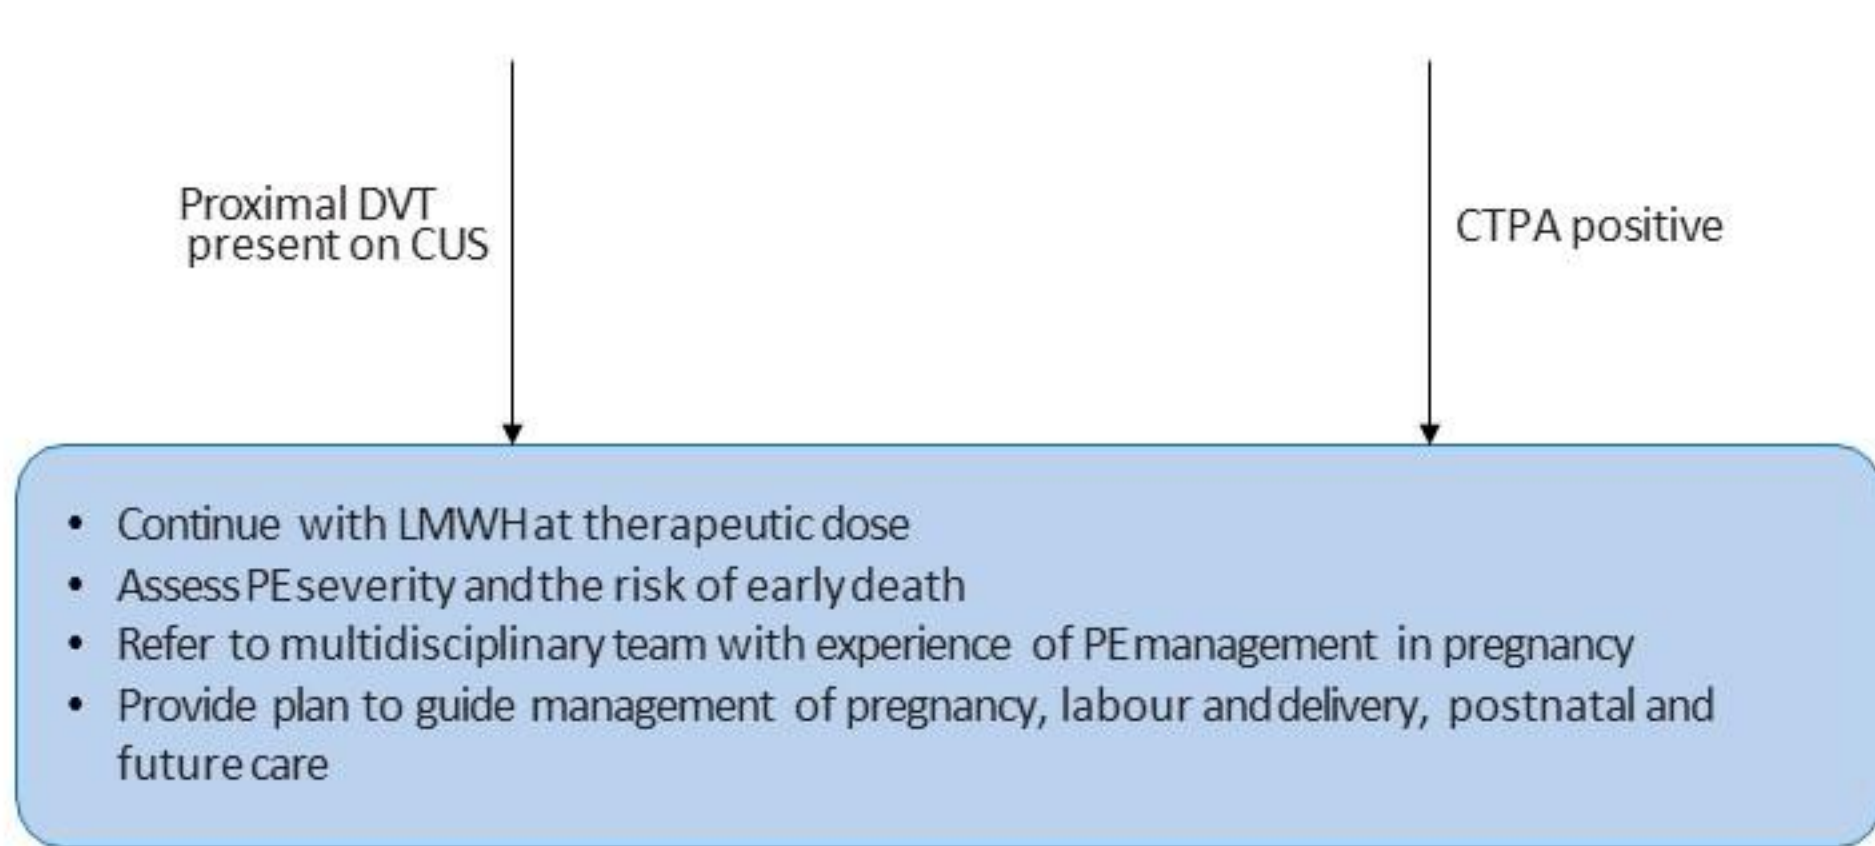 Proximal DVT
present on CUS
CTPA positive
• Continue with LMWH at therapeutic dose
• Assess PE severity and the risk of early death
• Refer to multidisciplinary team with experience of PE management in pregnancy
• Provide plan to guide management of pregnancy, labour and delivery, postnatal and
future care